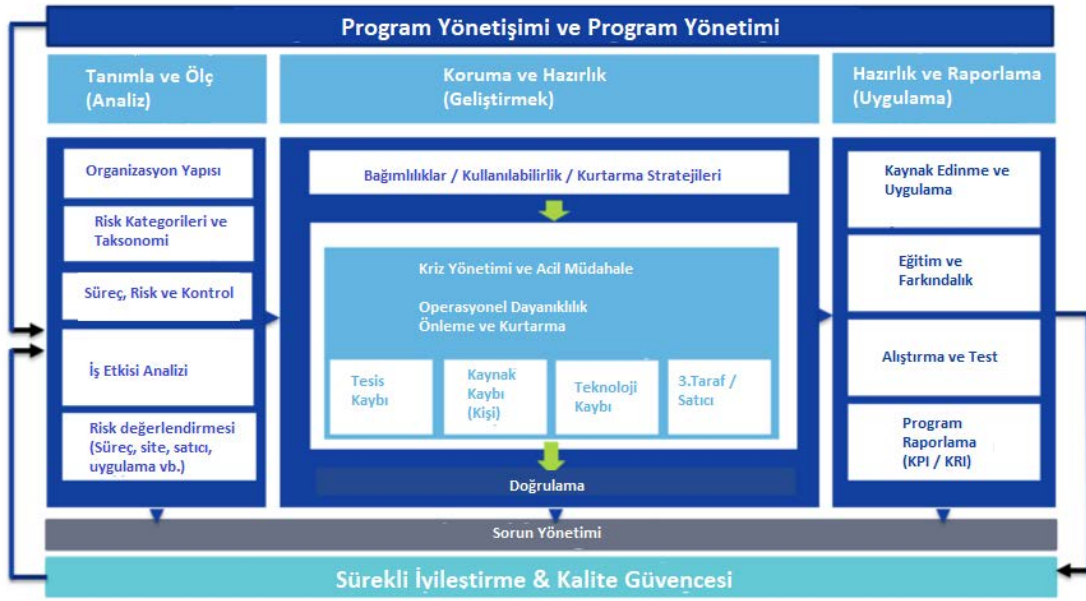 Program Yönetişimi ve Program Yönetimi
Tanımla ve Ölç
(Analiz)
Koruma ve Hazırlık
(Geliştirmek)
Hazırlık ve Raporlama
(Uygulama)
Organizasyon Yapısı
Risk Kategorileri ve
Taksonomi
Süreç, Risk ve Kontrol
İş Etkisi Analizi
Risk değerlendirmesi
(Süreç, site, satıcı,
uygulama vb.)
Bağımlılıklar / Kullanılabilirlik / Kurtarma Stratejileri
Kriz Yönetimi ve Acil Müdahale
Operasyonel Dayanıklılık
Önleme ve Kurtarma
Tesis
Kaybı
Kaynak
Kaybı
(Kişi)
Teknoloji
Kaybı
3.Taraf /
Satıcı
Doğrulama
Kaynak Edinme ve
Uygulama
Eğitim ve
Farkındalık
Alıştırma ve Test
Program
Raporlama
(KPI / KRI)
Sorun Yönetimi
Sürekli İyileştirme & Kalite Güvencesi